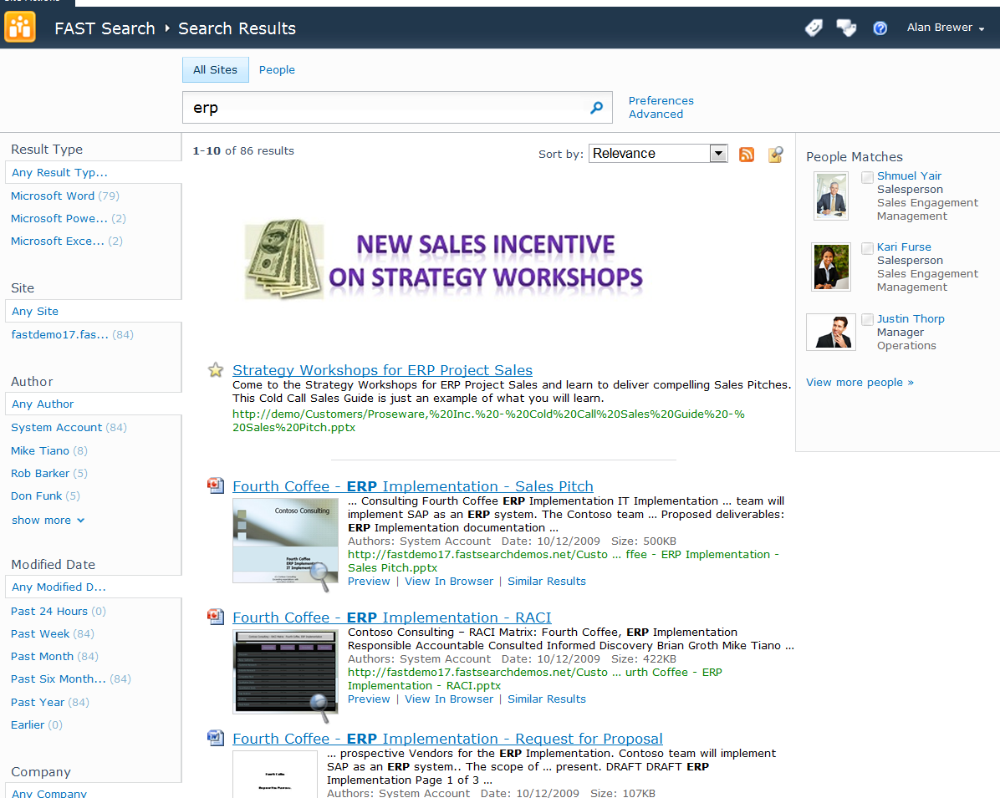 FAST Search ▸ Search Results
Alan Brewer
All Sites
People
erp
Preferences
Advanced
Result Type
Any Result Typ...
Microsoft Word (79)
Microsoft Powe... (2)
Microsoft Exce... (2)
Site
Any Site
fastdemo17.fas... (84)
Author
Any Author
System Account (84)
Mike Tiano (8)
Rob Barker (5)
Don Funk (5)
show more
Modified Date
Any Modified D...
Past 24 Hours (0)
Past Week (84)
Past Month (84)
Past Six Month... (84)
Past Year (84)
Earlier (0)
Company
Any Company
1-10 of 86 results
Sort by: Relevance
NEW SALES INCENTIVE
ON STRATEGY WORKSHOPS
Strategy Workshops for ERP Project Sales
Come to the Strategy Workshops for ERP Project Sales and learn to deliver compelling Sales Pitches.
This Cold Call Sales Guide is just an example of what you will learn.
http://demo/Customers/Proseware,%20Inc.%20-%20Cold%20Call%20Sales%20Guide%20-%
20Sales%20Pitch.pptx
Fourth Coffee - ERP Implementation - Sales Pitch
Contoso Consulting
Fourth Coffee
... Consulting Fourth Coffee ERP Implementation IT Implementation ... team will
implement SAP as an ERP system. The Contoso team ... Proposed deliverables:
ERP Implementation documentation ...
Authors: System Account Date: 10/12/2009 Size: 500KB
http://fastdemo17.fastsearchdemos.net/Custo ... ffee - ERP Implementation -
Sales Pitch.pptx
Preview | View In Browser | Similar Results
Fourth Coffee - ERP Implementation - RACI
Contoso Consulting – RACI Matrix: Fourth Coffee, ERP Implementation
Responsible Accountable Consulted Informed Discovery Brian Groth Mike Tiano ...
Authors: System Account Date: 10/12/2009 Size: 422KB
http://fastdemo17.fastsearchdemos.net/Custo ... urth Coffee - ERP
Implementation - RACI.pptx
Preview | View In Browser | Similar Results
Fourth Coffee - ERP Implementation - Request for Proposal
Fourth Coffee
... prospective Vendors for the ERP Implementation. Contoso team will implement
SAP as an ERP system.. The scope of ... present. DRAFT DRAFT ERP
Implementation Page 1 of 3 ...
Authors: System Account Date: 10/12/2009 Size: 107KB
People Matches
Shmuel Yair
Salesperson
Sales Engagement
Management
Kari Furse
Salesperson
Sales Engagement
Management
Justin Thorp
Manager
Operations
View more people »